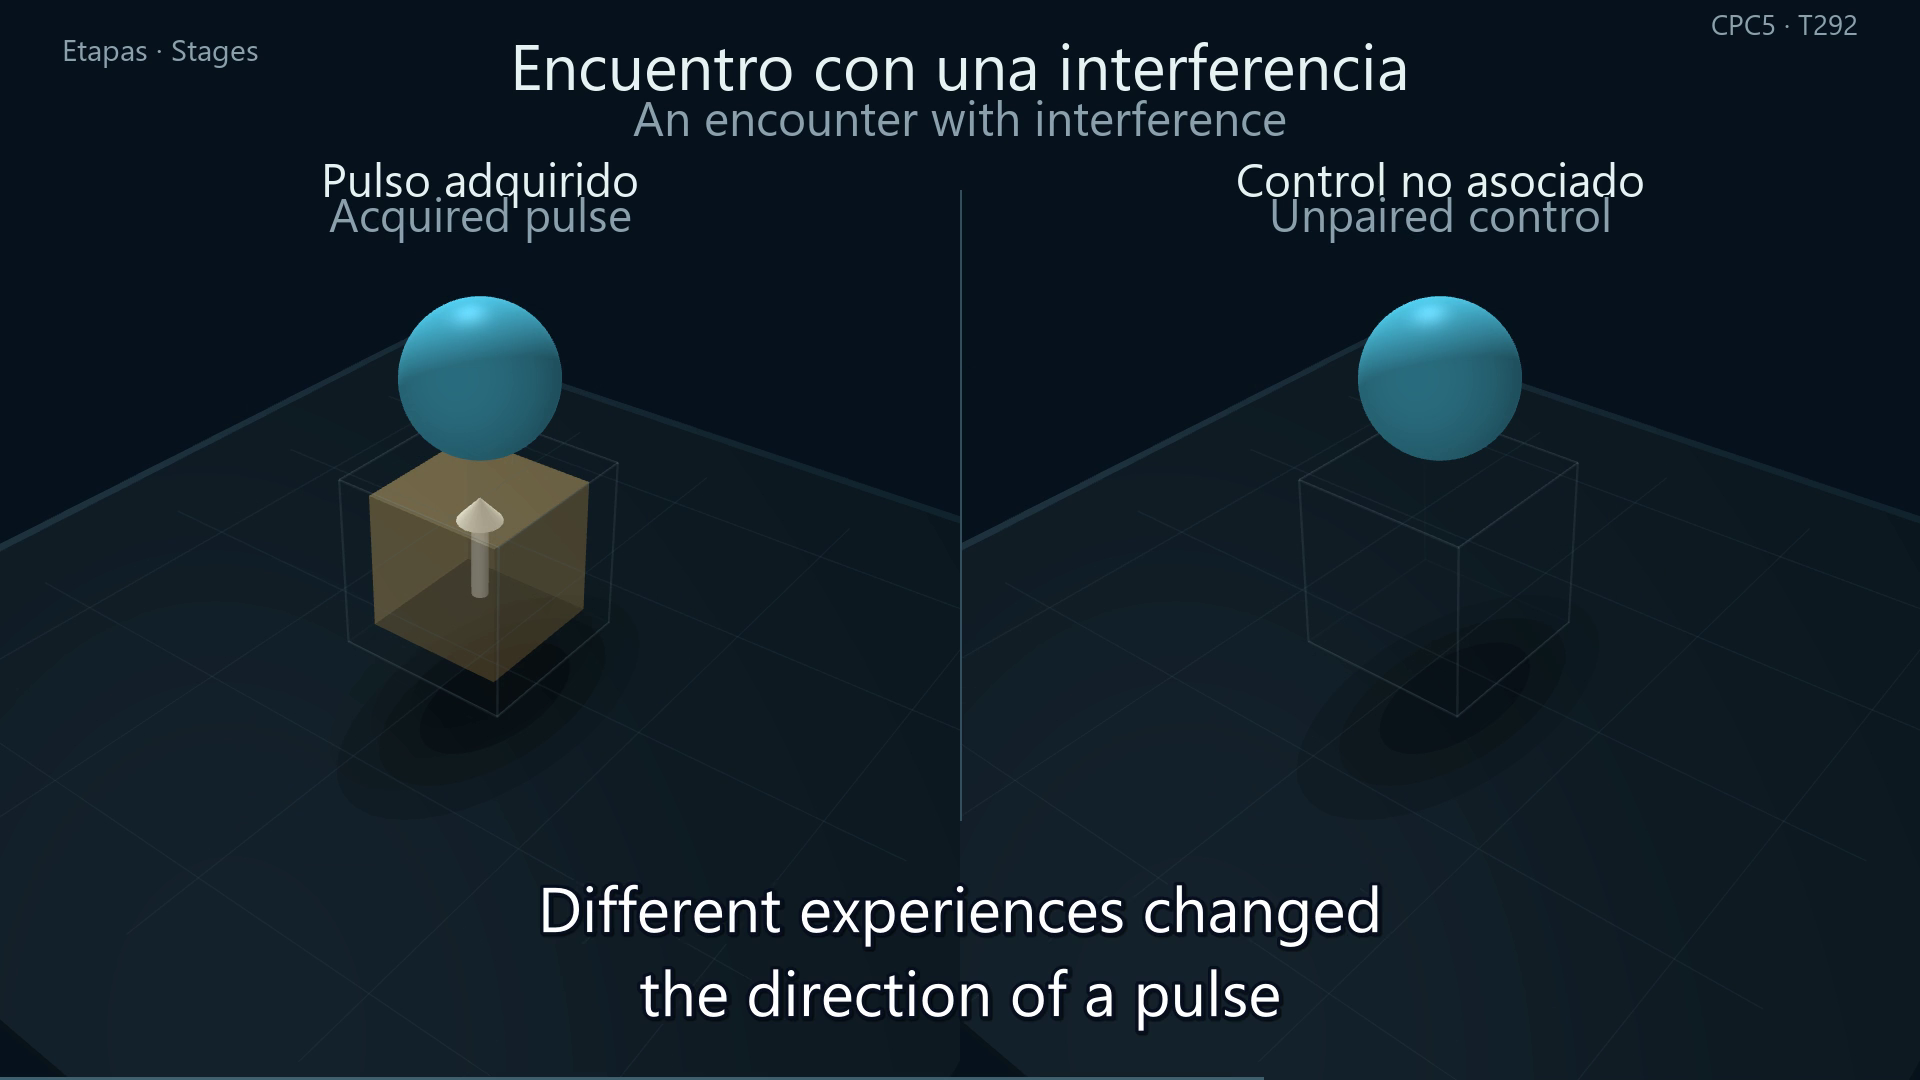 Etapas · Stages
CPC5 · T292
Encuentro con una interferencia
An encounter with interference
Pulso adquirido
Acquired pulse
Control no asociado
Unpaired control
Different experiences changed
the direction of a pulse